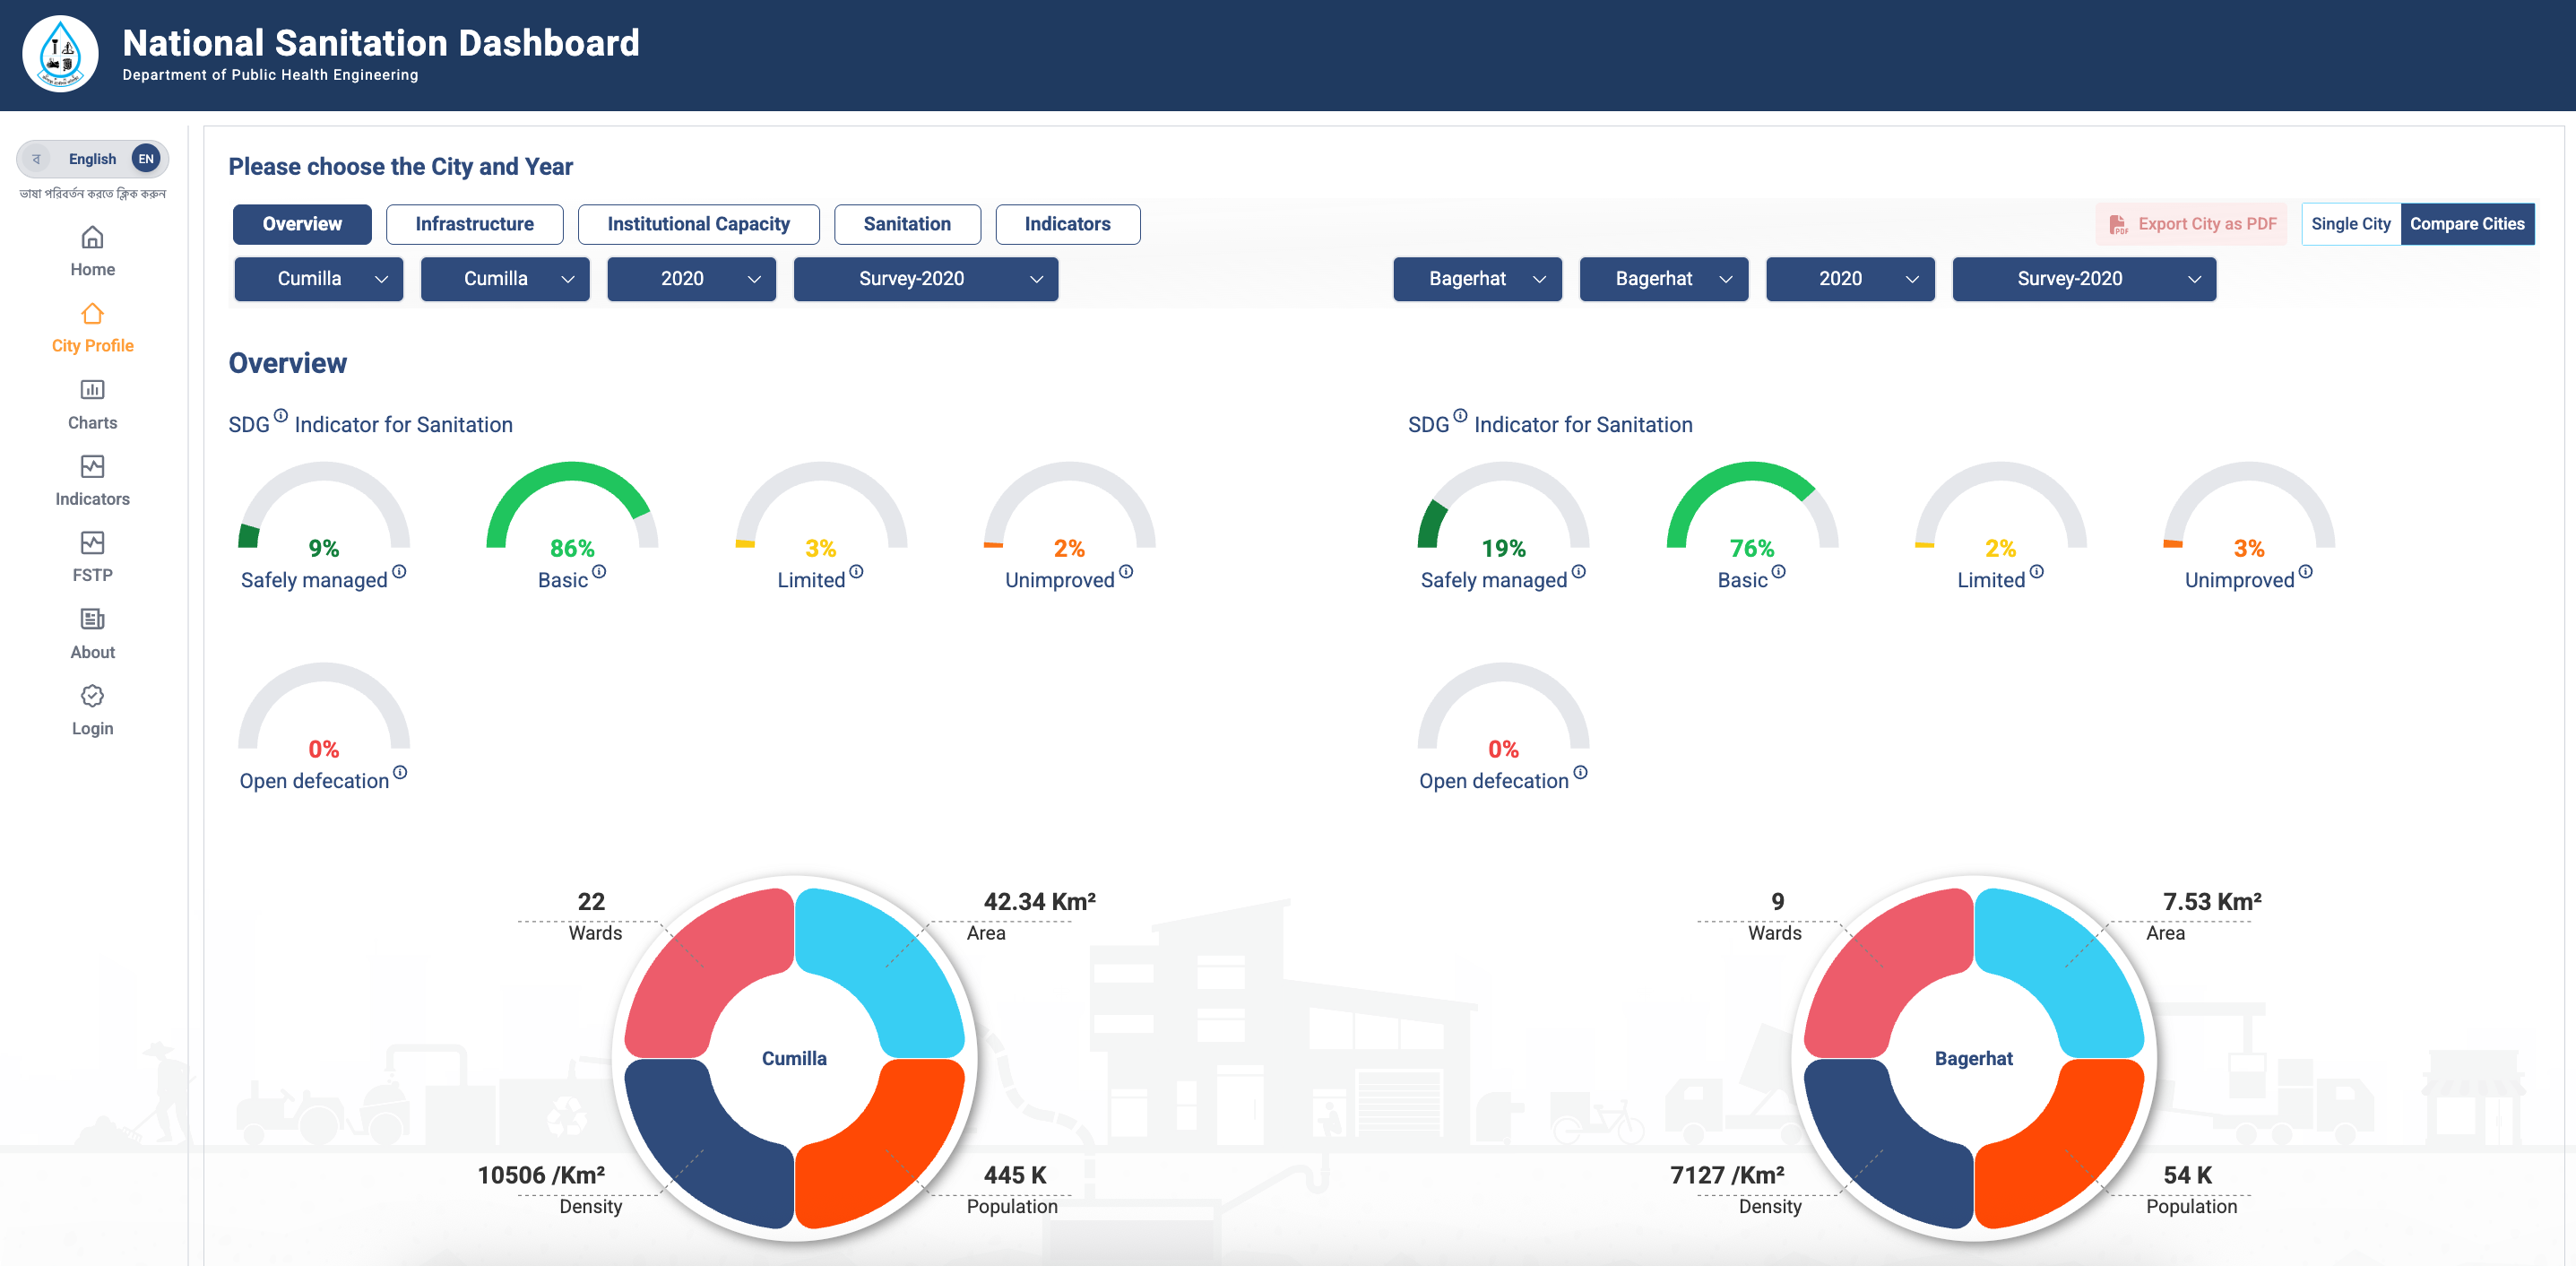 National Sanitation Dashboard
Department of Public Health Engineering
ব English EN
ভাষা পরিবর্তন করতে ক্লিক করুন
Home
City Profile
Charts
Indicators
FSTP
About
Login
Please choose the City and Year
Overview Infrastructure Institutional Capacity Sanitation Indicators
PDF Export City as PDF Single City Compare Cities
Cumilla Cumilla 2020 Survey-2020
Bagerhat Bagerhat 2020 Survey-2020
Overview
SDG Indicator for Sanitation
9% 86% 3% 2%
Safely managed Basic Limited Unimproved
0%
Open defecation
22
Wards
42.34 Km²
Area
Cumilla
10506 /Km²
Density
445 K
Population
SDG Indicator for Sanitation
19% 76% 2% 3%
Safely managed Basic Limited Unimproved
0%
Open defecation
9
Wards
7.53 Km²
Area
Bagerhat
7127 /Km²
Density
54 K
Population